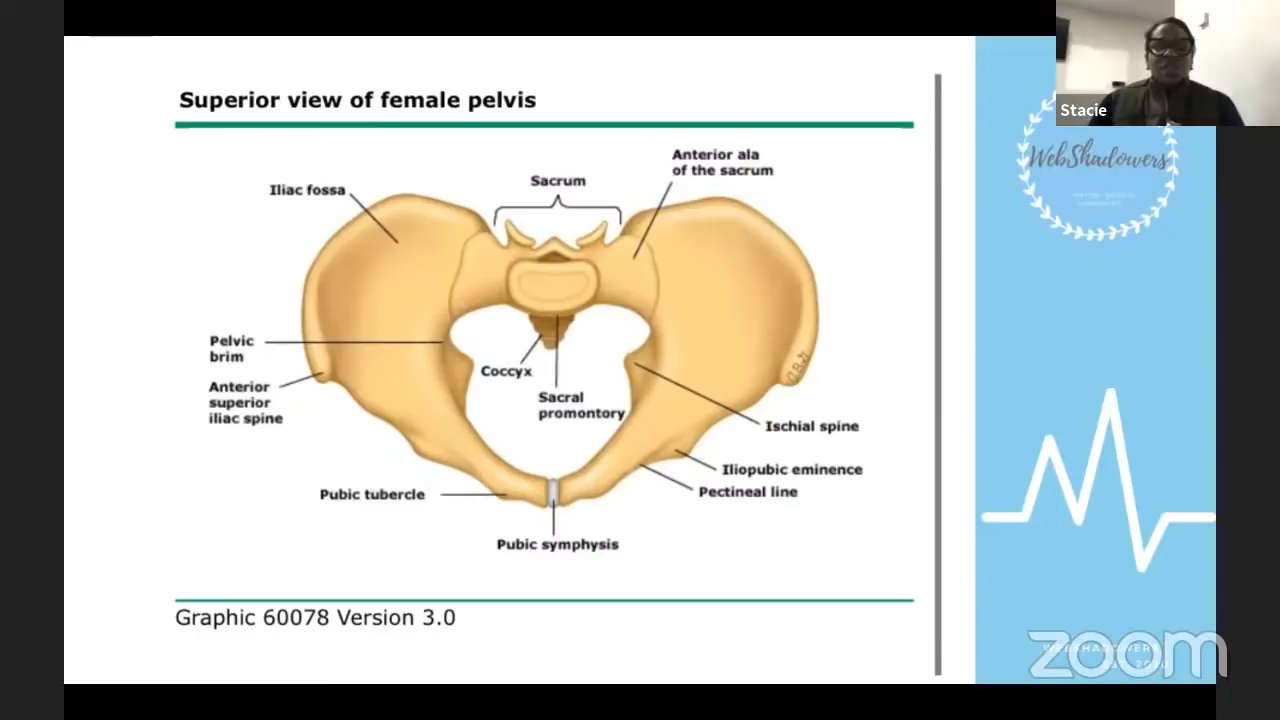 Stacie
Superior view of female pelvis
WebShadowers
Iliac fossa
Sacrum
Anterior ala
of the sacrum
Pelvic
brim
Anterior
superior
iliac spine
Coccyx
Sacral
promontory
Ischial spine
Iliopubic eminence
Pectineal line
Pubic tubercle
Pubic symphysis
Graphic 60078 Version 3.0
WEBSHADOWERS
zoom